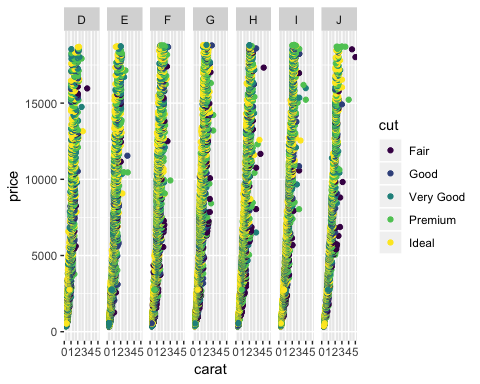 D E F G H I J
15000
10000
5000
0
price
012345 012345 012345 012345 012345 012345 012345
carat
cut
Fair
Good
Very Good
Premium
Ideal